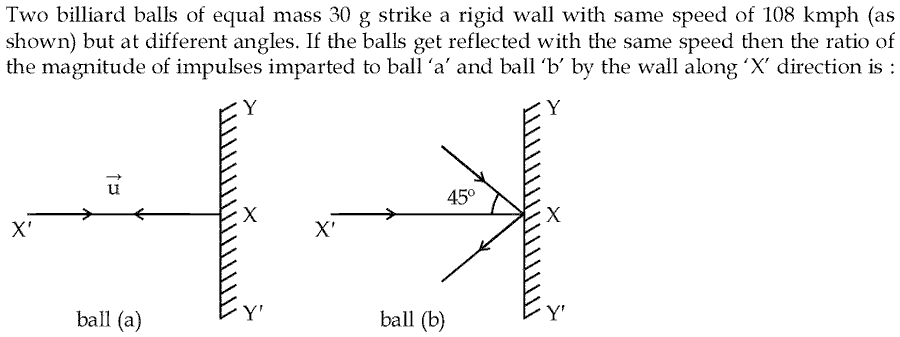 Two billiard balls of equal mass 30 g strike a rigid wall with same speed of 108 kmph (as
shown) but at different angles. If the balls get reflected with the same speed then the ratio of
the magnitude of impulses imparted to ball ‘a’ and ball ‘b’ by the wall along ‘X’ direction is :
Y Y
u⃗ 45°
X' X X' X
ball (a) Y' ball (b) Y'